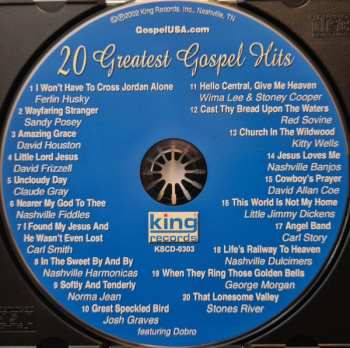 ℗©2002 King Records, Inc., Nashville, TN
GospelUSA.com
20 Greatest Gospel Hits
1 I Won't Have To Cross Jordan Alone
Ferlin Husky
2 Wayfaring Stranger
Sandy Posey
3 Amazing Grace
David Houston
4 Little Lord Jesus
David Frizzell
5 Uncloudy Day
Claude Gray
6 Nearer My God To Thee
Nashville Fiddles
7 I Found My Jesus And
He Wasn't Even Lost
Carl Smith
8 In The Sweet By And By
Nashville Harmonicas
9 Softly And Tenderly
Norma Jean
10 Great Speckled Bird
Josh Graves
featuring Dobro
11 Hello Central, Give Me Heaven
Wima Lee & Stoney Cooper
12 Cast Thy Bread Upon The Waters
Red Sovine
13 Church In The Wildwood
Kitty Wells
14 Jesus Loves Me
Nashville Banjos
15 Cowboy's Prayer
David Allan Coe
16 This World Is Not My Home
Little Jimmy Dickens
17 Angel Band
Carl Story
18 Life's Railway To Heaven
Nashville Dulcimers
19 When They Ring Those Golden Bells
George Morgan
20 That Lonesome Valley
Stones River
king
records
KSCD-0303